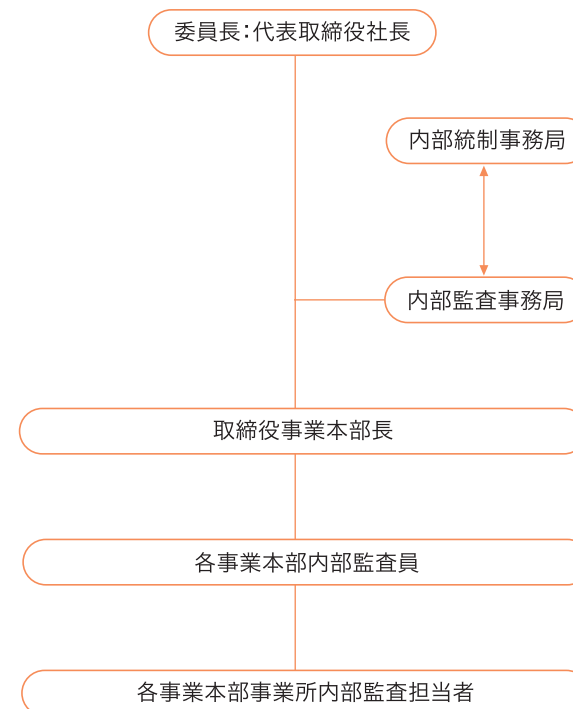 委員長：代表取締役社長
内部統制事務局
内部監査事務局
取締役事業本部長
各事業本部内部監査員
各事業本部事業所内部監査担当者